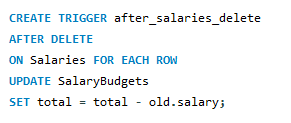 CREATE TRIGGER after_salaries_delete
AFTER DELETE
ON Salaries FOR EACH ROW
UPDATE SalaryBudgets
SET total = total - old.salary;